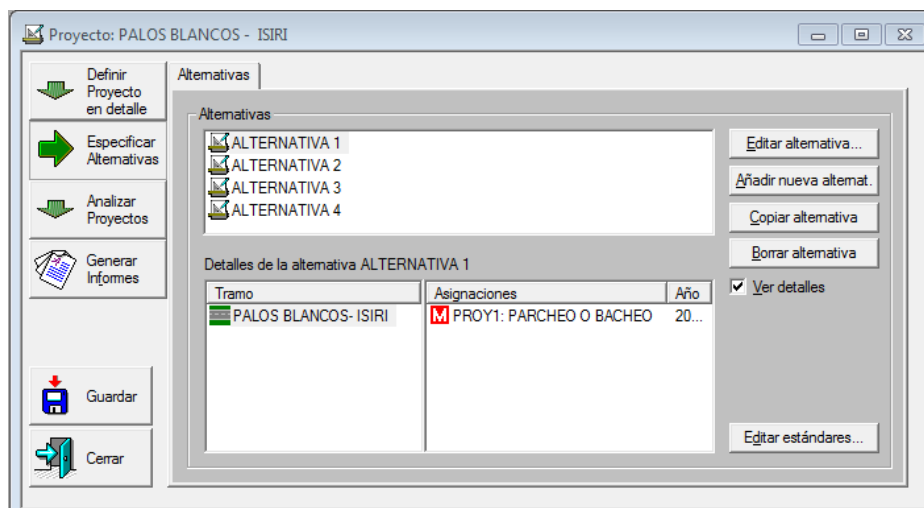 Proyecto: PALOS BLANCOS - ISIRI
Definir
Proyecto
en detalle
Especificar
Alternativas
Analizar
Proyectos
Generar
Informes
Guardar
Cerrar
Alternativas
Alternativas
ALTERNATIVA 1
ALTERNATIVA 2
ALTERNATIVA 3
ALTERNATIVA 4
Editar alternativa...
Añadir nueva alternat.
Copiar alternativa
Borrar alternativa
Ver detalles
Detalles de la alternativa ALTERNATIVA 1
Tramo
Asignaciones
Año
PALOS BLANCOS- ISIRI
M PROY1: PARCHEO O BACHEO
20...
Editar estándares...